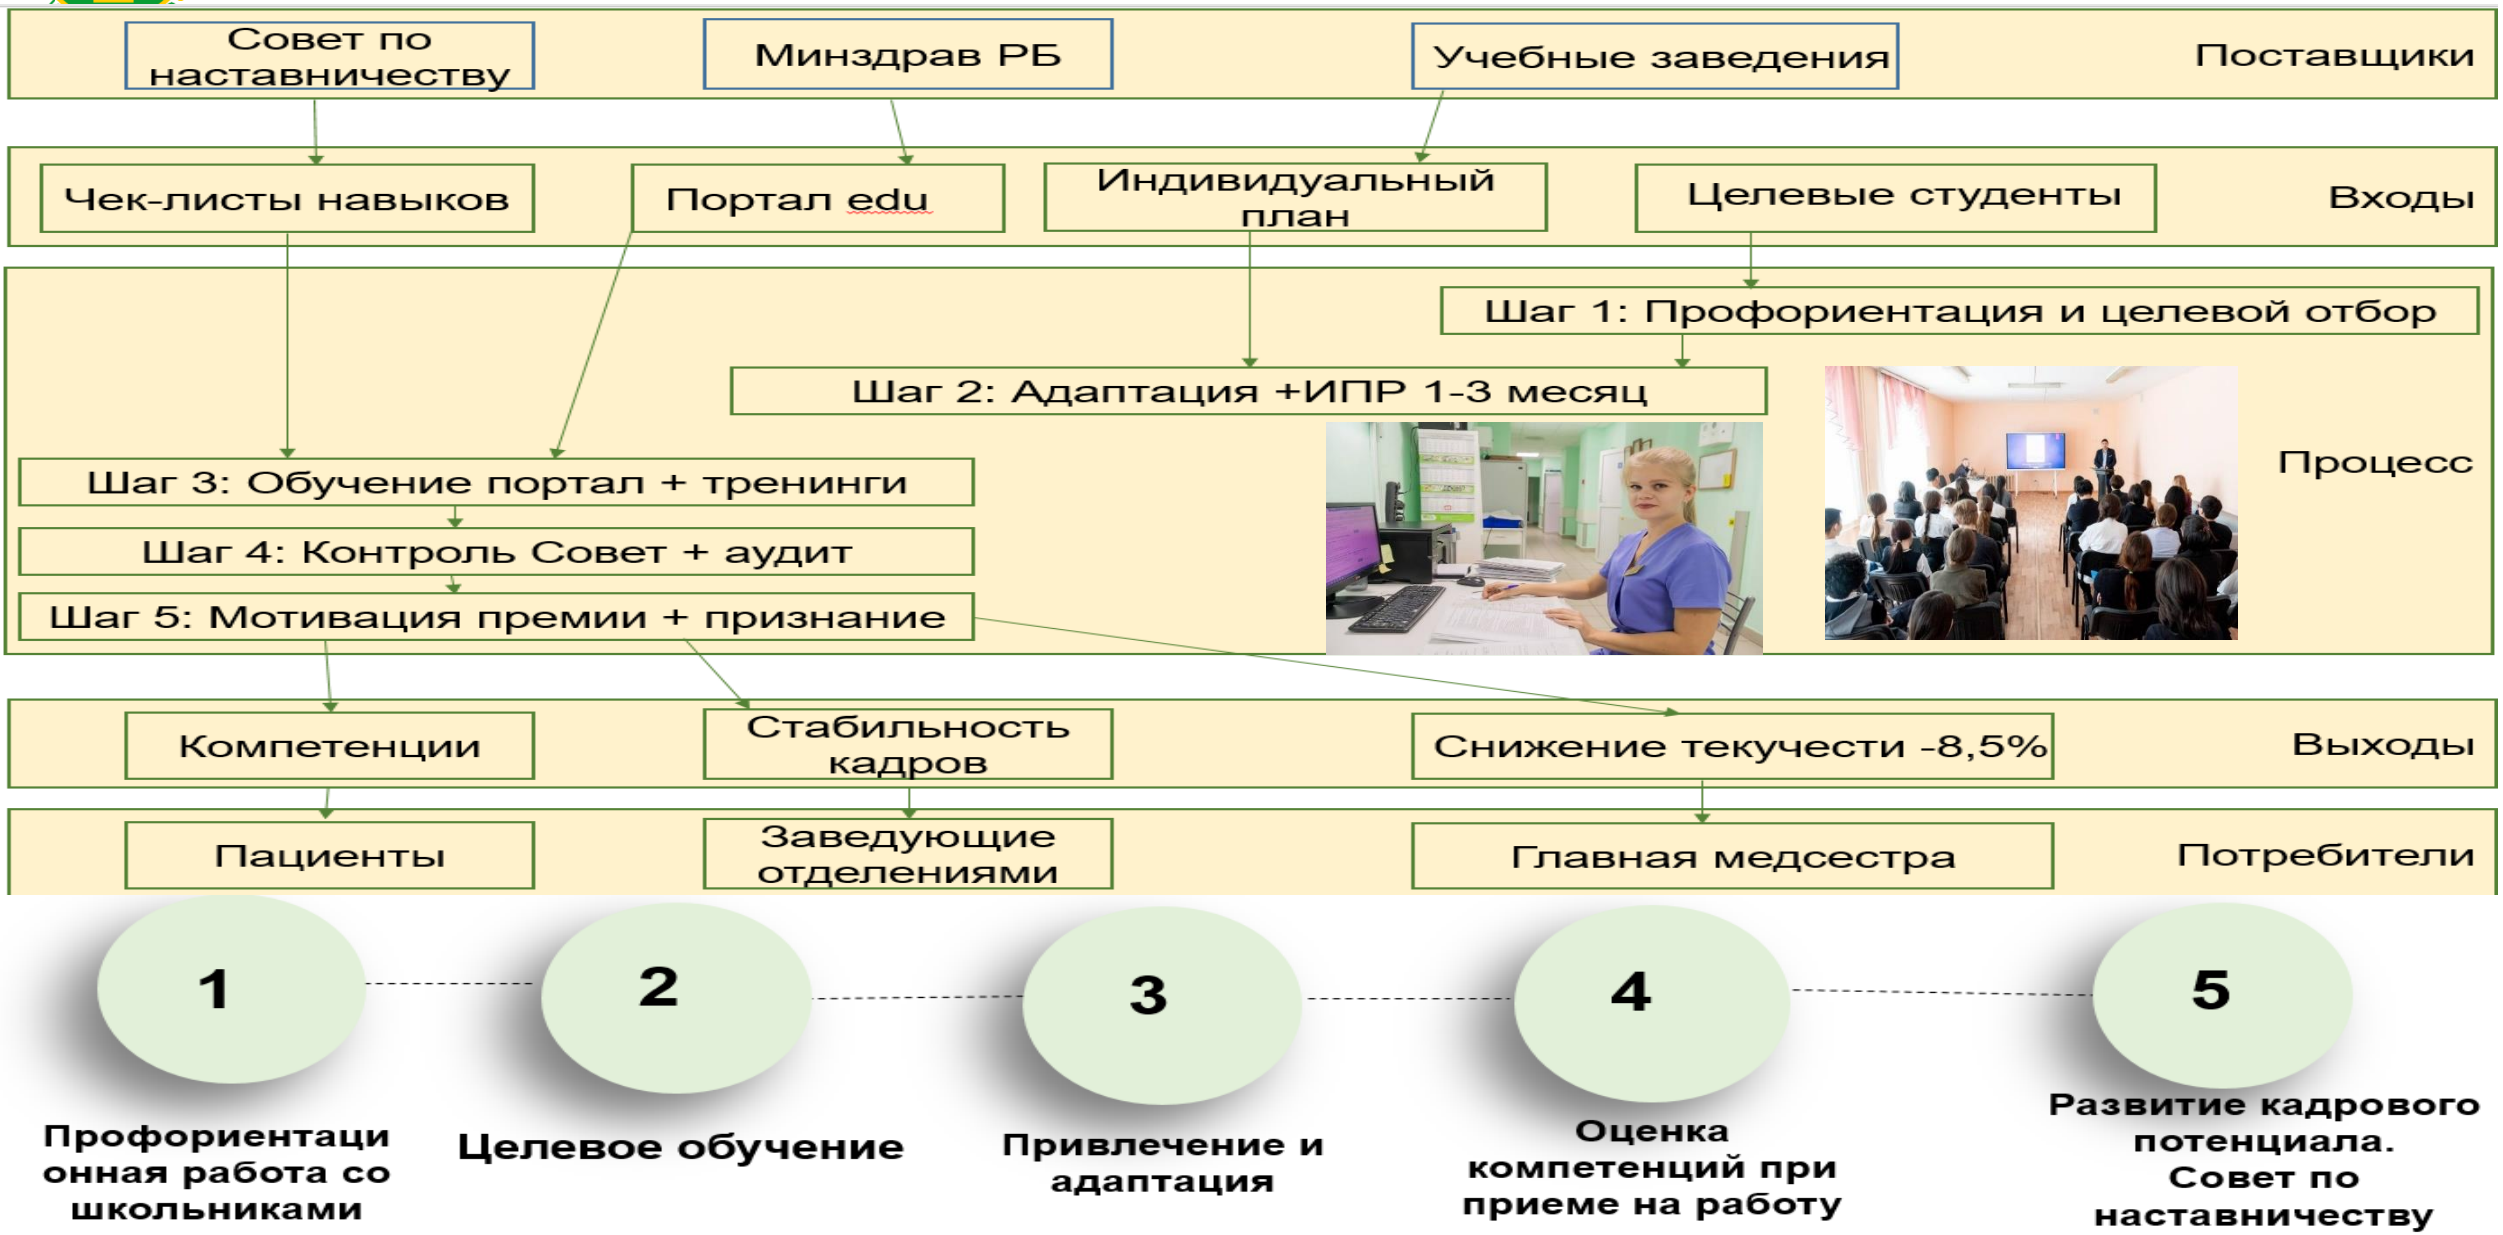 Совет по
наставничеству
Минздрав РБ
Учебные заведения
Поставщики
Чек-листы навыков
Портал edu
Индивидуальный
план
Целевые студенты
Входы
Шаг 1: Профориентация и целевой отбор
Шаг 2: Адаптация +ИПР 1-3 месяц
Процесс
Шаг 3: Обучение портал + тренинги
Шаг 4: Контроль Совет + аудит
Шаг 5: Мотивация премии + признание
Компетенции
Стабильность
кадров
Снижение текучести -8,5%
Выходы
Пациенты
Заведующие
отделениями
Главная медсестра
Потребители
1
2
3
4
5
Профориентаци
онная работа со
школьниками
Целевое обучение
Привлечение и
адаптация
Оценка
компетенций при
приеме на работу
Развитие кадрового
потенциала.
Совет по
наставничеству